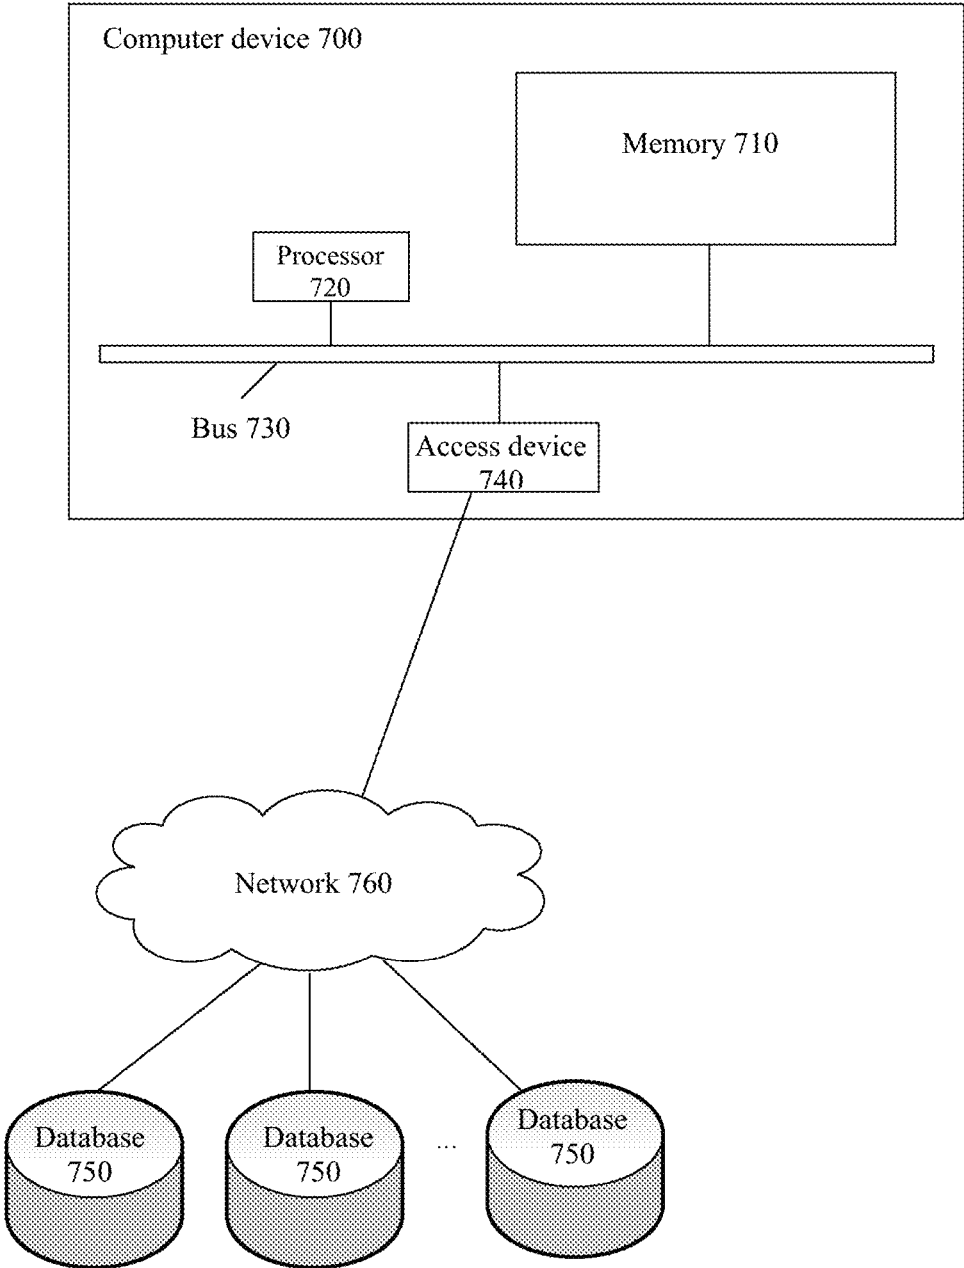 Computer device 700
Memory 710
Processor
720
Bus 730
Access device
740
Network 760
Database
750
Database
750
...
Database
750